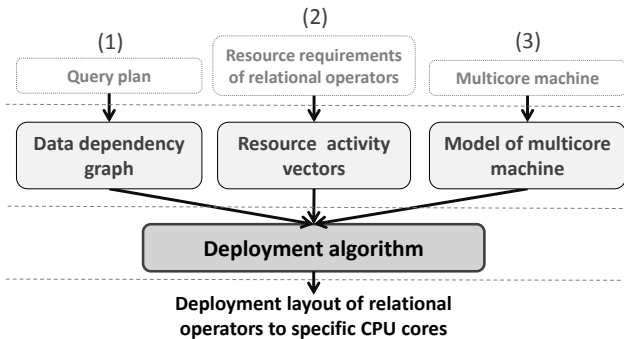 (1)
(2)
(3)
Query plan
Resource requirements
of relational operators
Multicore machine
Data dependency
graph
Resource activity
vectors
Model of multicore
machine
Deployment algorithm
Deployment layout of relational
operators to specific CPU cores